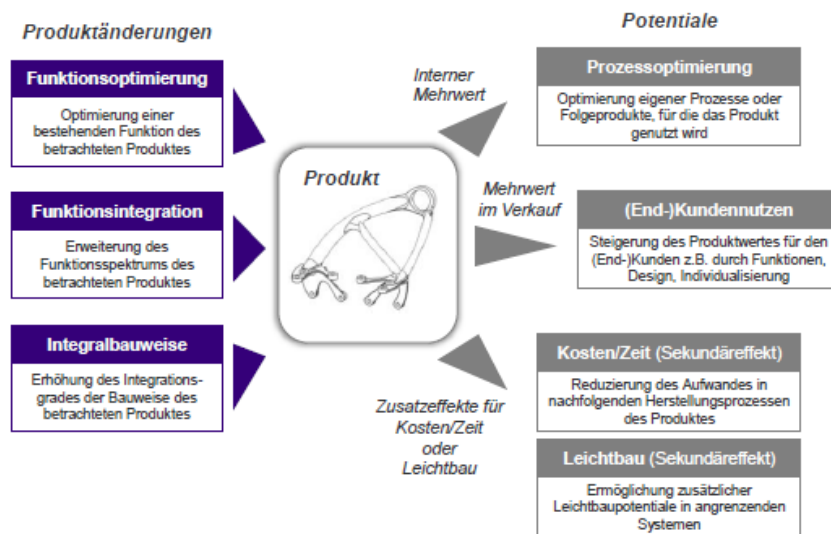 Produktänderungen
Funktionsoptimierung
Optimierung einer
bestehenden Funktion des
betrachteten Produktes
Funktionsintegration
Erweiterung des
Funktionsspektrums des
betrachteten Produktes
Integralbauweise
Erhöhung des Integrations-
grades der Bauweise des
betrachteten Produktes
Produkt
Interner
Mehrwert
Mehrwert
im Verkauf
Zusatzeffekte für
Kosten/Zeit
oder
Leichtbau
Potentiale
Prozessoptimierung
Optimierung eigener Prozesse oder
Folgeprodukte, für die das Produkt
genutzt wird
(End-)Kundennutzen
Steigerung des Produktwertes für den
(End-)Kunden z.B. durch Funktionen,
Design, Individualisierung
Kosten/Zeit (Sekundäreffekt)
Reduzierung des Aufwandes in
nachfolgenden Herstellungsprozessen
des Produktes
Leichtbau (Sekundäreffekt)
Ermöglichung zusätzlicher
Leichtbaupotentiale in angrenzenden
Systemen